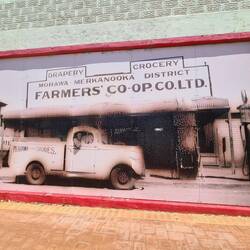 DRAPERY GROCERY
MOHAWA - MERKANOOKA DISTRICT
FARMERS' CO-OP. CO. LTD.